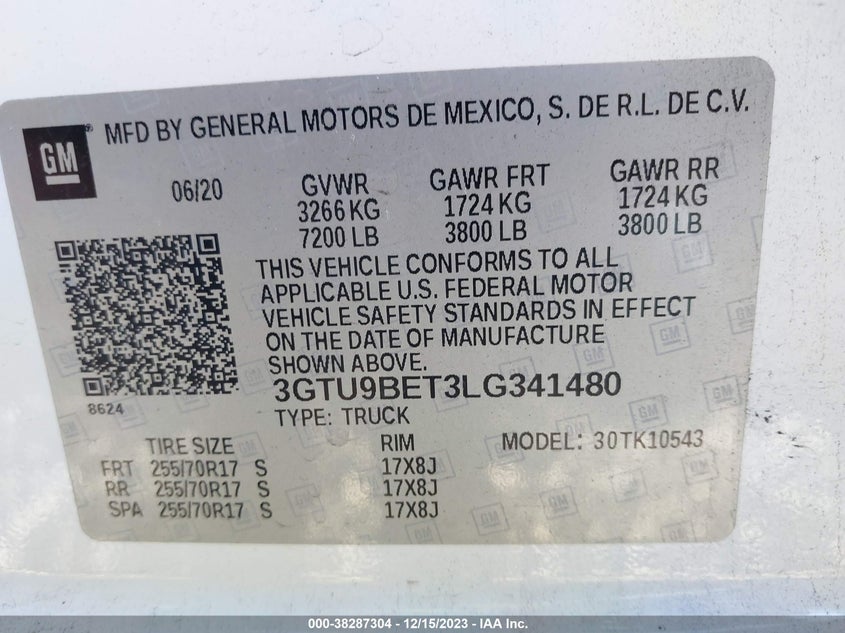 GM
MFD BY GENERAL MOTORS DE MEXICO, S. DE R.L. DE C.V.
06/20 GVWR GAWR FRT GAWR RR
3266 KG 1724 KG 1724 KG
7200 LB 3800 LB 3800 LB
THIS VEHICLE CONFORMS TO ALL
APPLICABLE U.S. FEDERAL MOTOR
VEHICLE SAFETY STANDARDS IN EFFECT
ON THE DATE OF MANUFACTURE
SHOWN ABOVE.
8624 3GTU9BET3LG341480
TYPE: TRUCK
TIRE SIZE RIM MODEL: 30TK10543
FRT 255/70R17 S 17X8J
RR 255/70R17 S 17X8J
SPA 255/70R17 S 17X8J
000-38287304 - 12/15/2023 - IAA Inc.